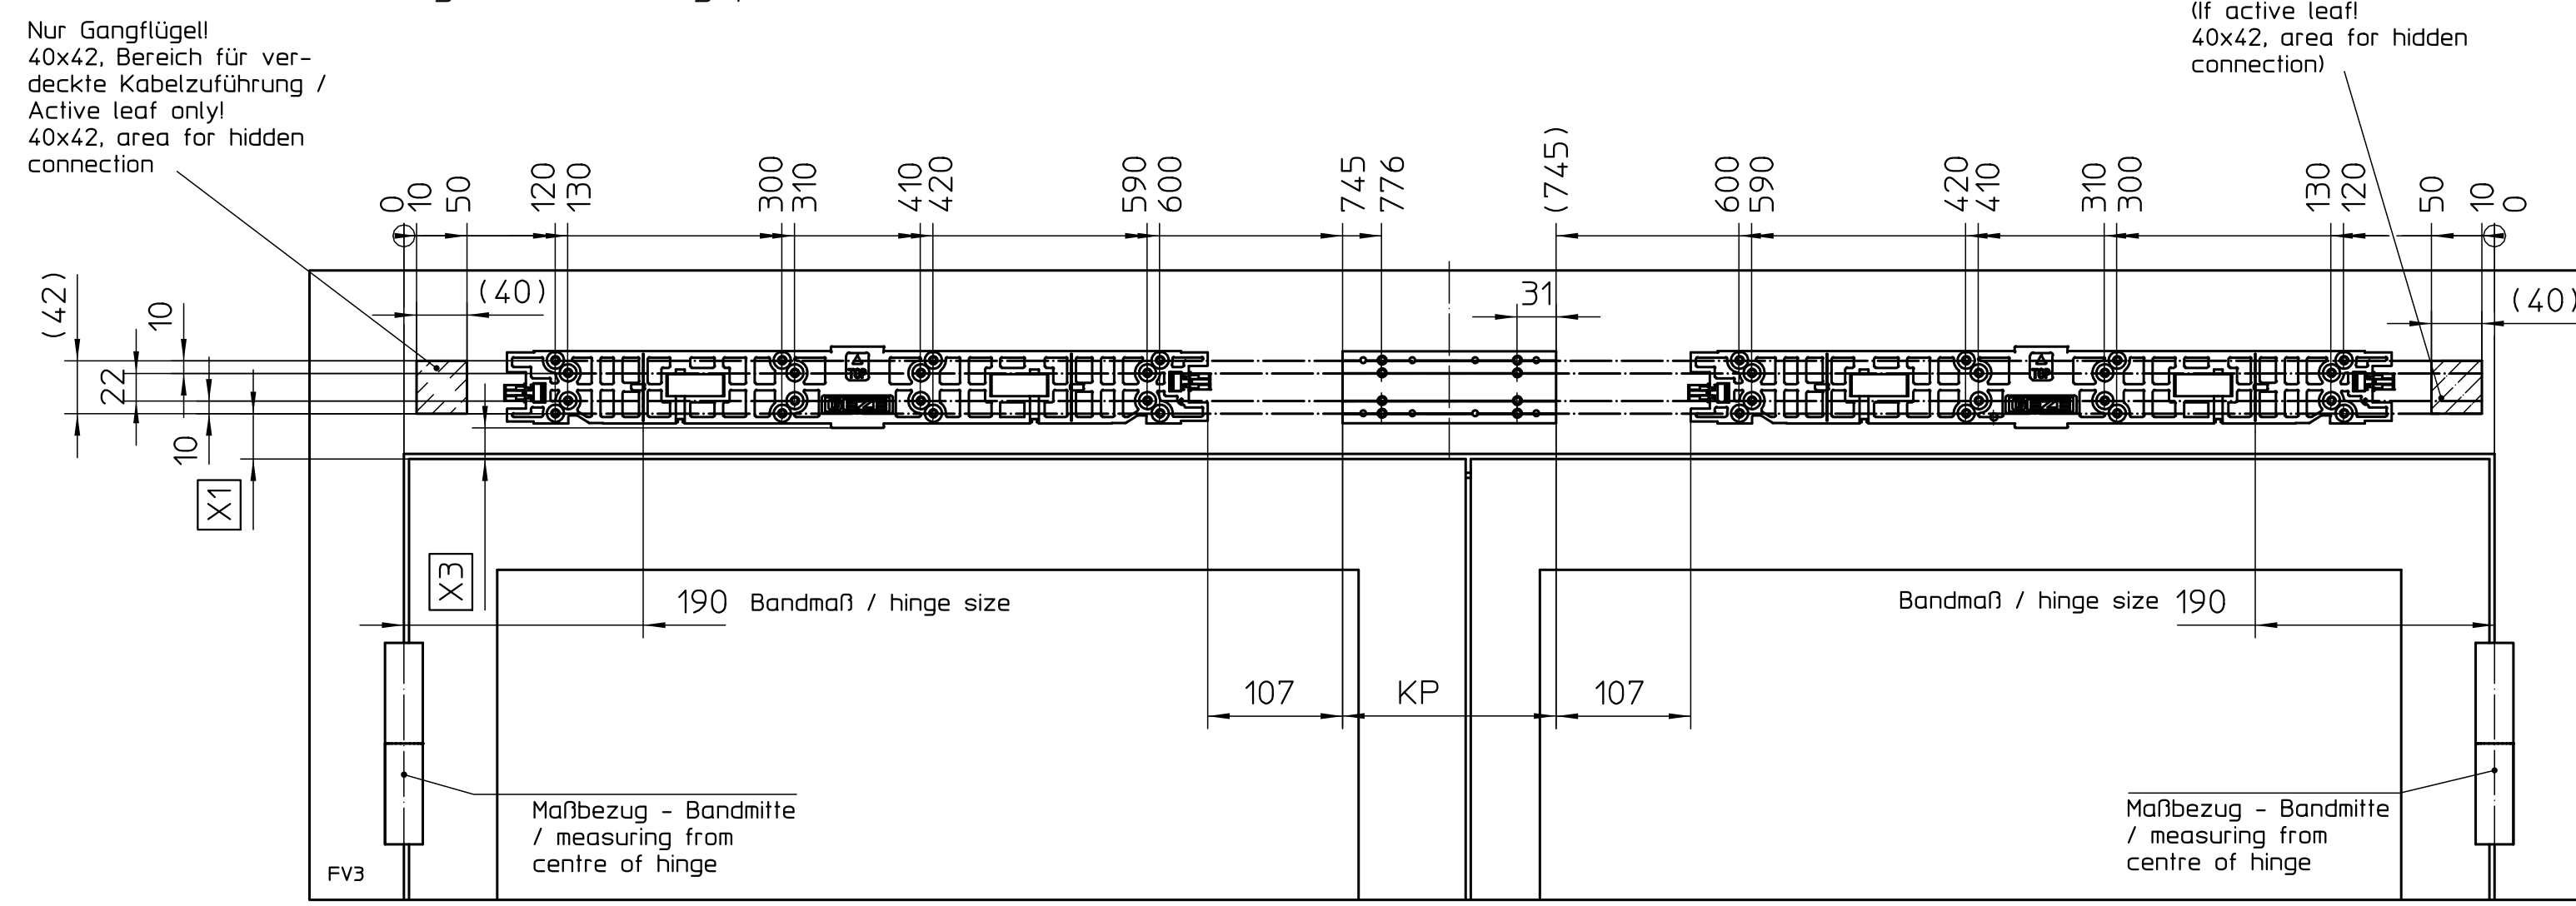 Nur Gangflügel!
40x42, Bereich für ver-
deckte Kabelzuführung /
Active leaf only!
40x42, area for hidden
connection
(If active leaf!
40x42, area for hidden
connection)
0 10 50 120 130 300 310 410 420 590 600 745 776 (745) 600 590 420 410 310 300 130 120 50 10 0
(42)
10
(40)
31
(40)
22
10
TOP
TOP
X1
X3
190 Bandmaß / hinge size
Bandmaß / hinge size 190
107
KP
107
Maßbezug - Bandmitte
/ measuring from
centre of hinge
Maßbezug - Bandmitte
/ measuring from
centre of hinge
FV3